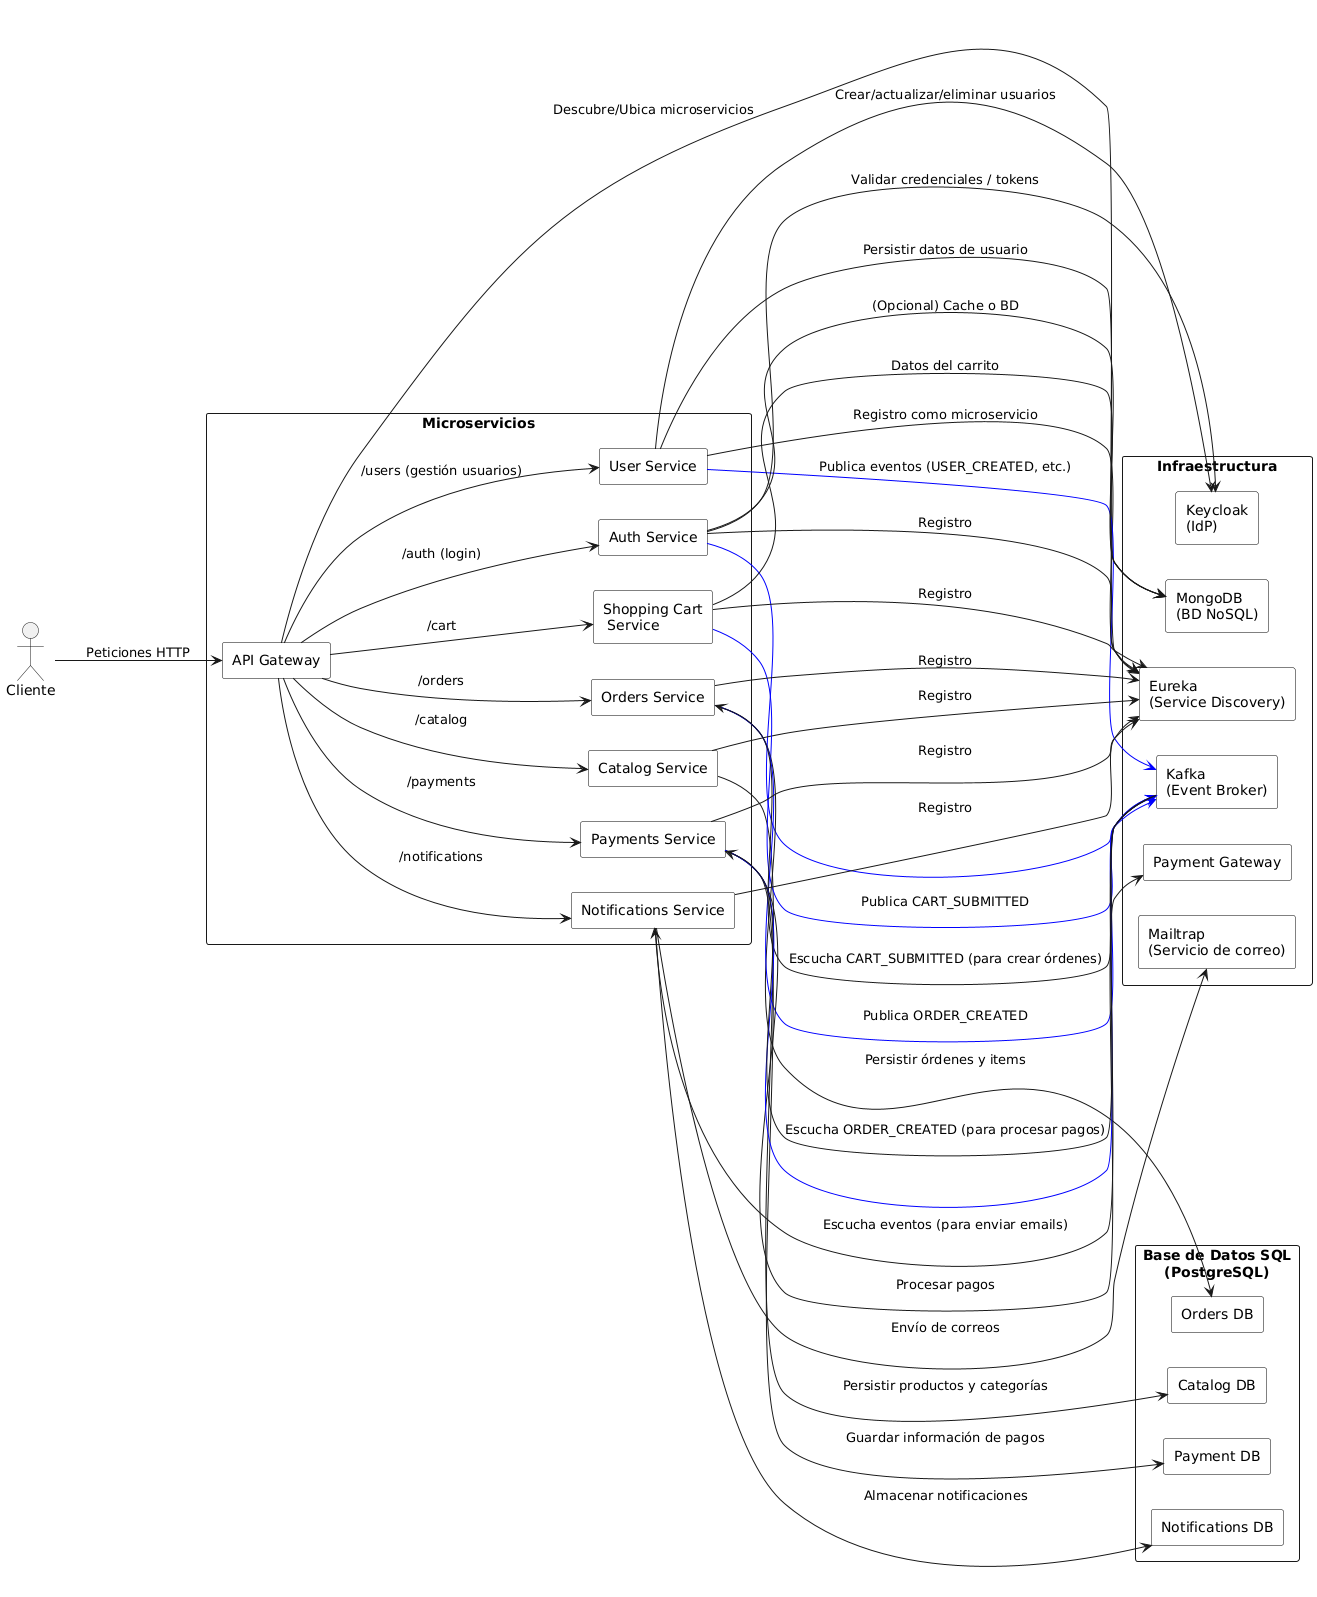 Descubre/Ubica microservicios
Crear/actualizar/eliminar usuarios
Validar credenciales / tokens
Persistir datos de usuario
(Opcional) Cache o BD
Datos del carrito
Registro como microservicio
Publica eventos (USER_CREATED, etc.)
Registro
Registro
Registro
Registro
Registro
Registro
Publica CART_SUBMITTED
Escucha CART_SUBMITTED (para crear órdenes)
Publica ORDER_CREATED
Persistir órdenes y items
Escucha ORDER_CREATED (para procesar pagos)
Escucha eventos (para enviar emails)
Procesar pagos
Envío de correos
Persistir productos y categorías
Guardar información de pagos
Almacenar notificaciones
Cliente
Peticiones HTTP
Microservicios
API Gateway
/users (gestión usuarios)
/auth (login)
/cart
/orders
/catalog
/payments
/notifications
User Service
Auth Service
Shopping Cart
Service
Orders Service
Catalog Service
Payments Service
Notifications Service
Infraestructura
Keycloak
(IdP)
MongoDB
(BD NoSQL)
Eureka
(Service Discovery)
Kafka
(Event Broker)
Payment Gateway
Mailtrap
(Servicio de correo)
Base de Datos SQL
(PostgreSQL)
Orders DB
Catalog DB
Payment DB
Notifications DB